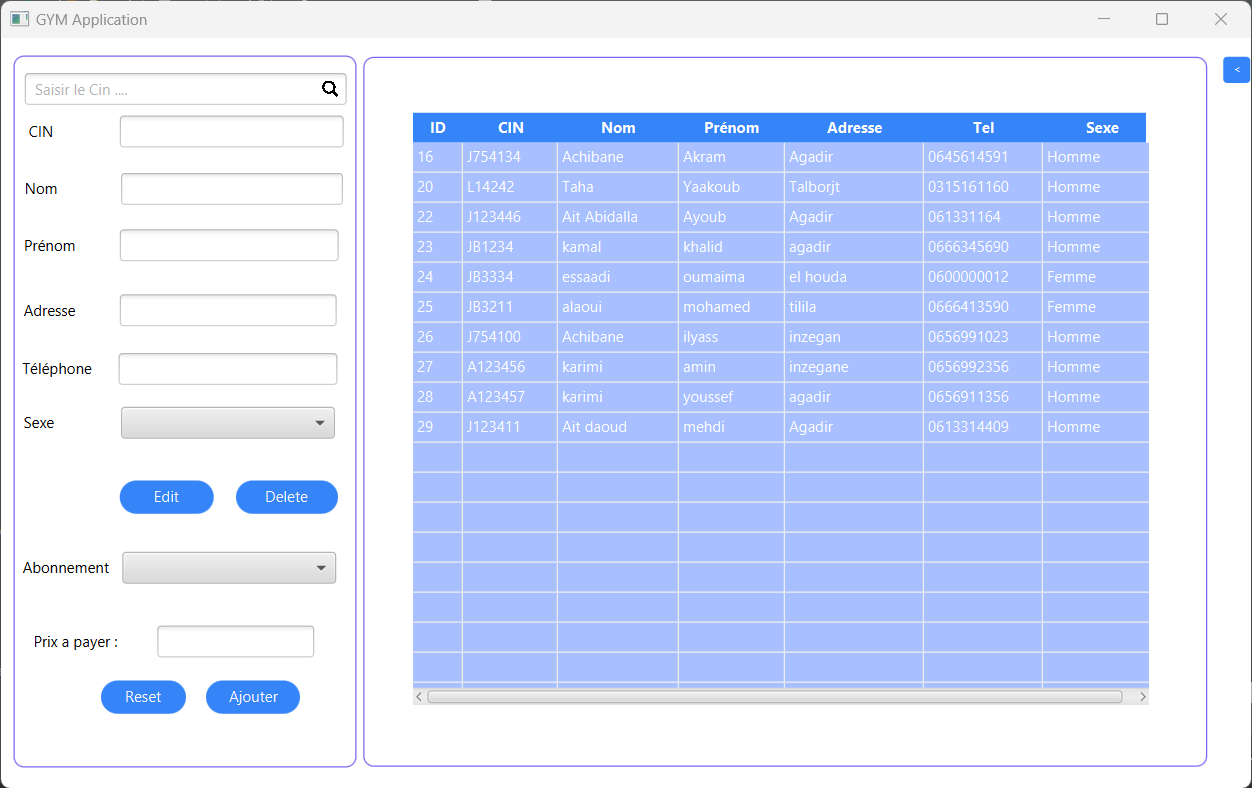 GYM Application
<
Saisir le Cin ....
CIN
Nom
Prénom
Adresse
Téléphone
Sexe
Edit Delete
Abonnement
Prix a payer :
Reset Ajouter
ID CIN Nom Prénom Adresse Tel Sexe
16 J754134 Achibane Akram Agadir 0645614591 Homme
20 L14242 Taha Yaakoub Talborjt 0315161160 Homme
22 J123446 Ait Abidalla Ayoub Agadir 061331164 Homme
23 JB1234 kamal khalid agadir 0666345690 Homme
24 JB3334 essaadi oumaima el houda 0600000012 Femme
25 JB3211 alaoui mohamed tilila 0666413590 Femme
26 J754100 Achibane ilyass inzegan 0656991023 Homme
27 A123456 karimi amin inzegane 0656992356 Homme
28 A123457 karimi youssef agadir 0656911356 Homme
29 J123411 Ait daoud mehdi Agadir 0613314409 Homme